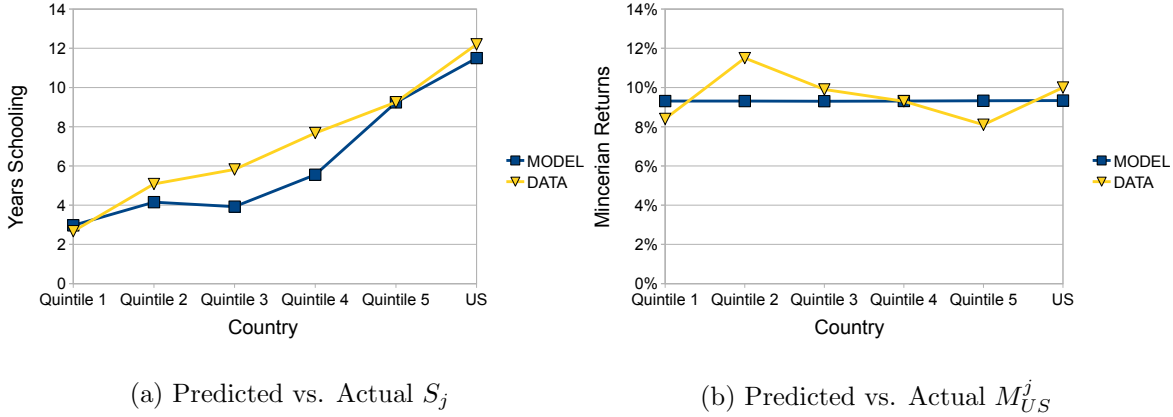 14
12
10
8
6
4
2
0
Years Schooling
Quintile 1 Quintile 2 Quintile 3 Quintile 4 Quintile 5 US
Country
MODEL
DATA
(a) Predicted vs. Actual S_j
14%
12%
10%
8%
6%
4%
2%
0%
Mincerian Returns
Quintile 1 Quintile 2 Quintile 3 Quintile 4 Quintile 5 US
Country
MODEL
DATA
(b) Predicted vs. Actual M^j_{US}